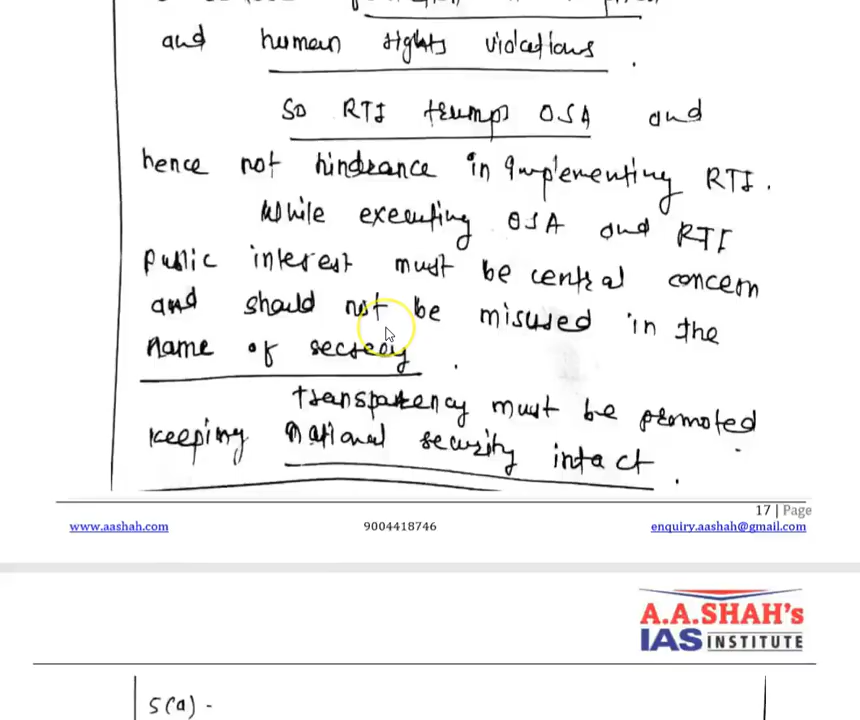 and human rights violations.
So RTI trumps OSA and
hence not hindrance in implementing RTI.
While executing OSA and RTI
public interest must be central concern
and should not be misused in the
name of secrecy.
transparency must be promoted
keeping national security intact.
17 | Page
www.aashah.com 9004418746 enquiry.aashah@gmail.com
A.A.SHAH's
IAS INSTITUTE
5(a) -